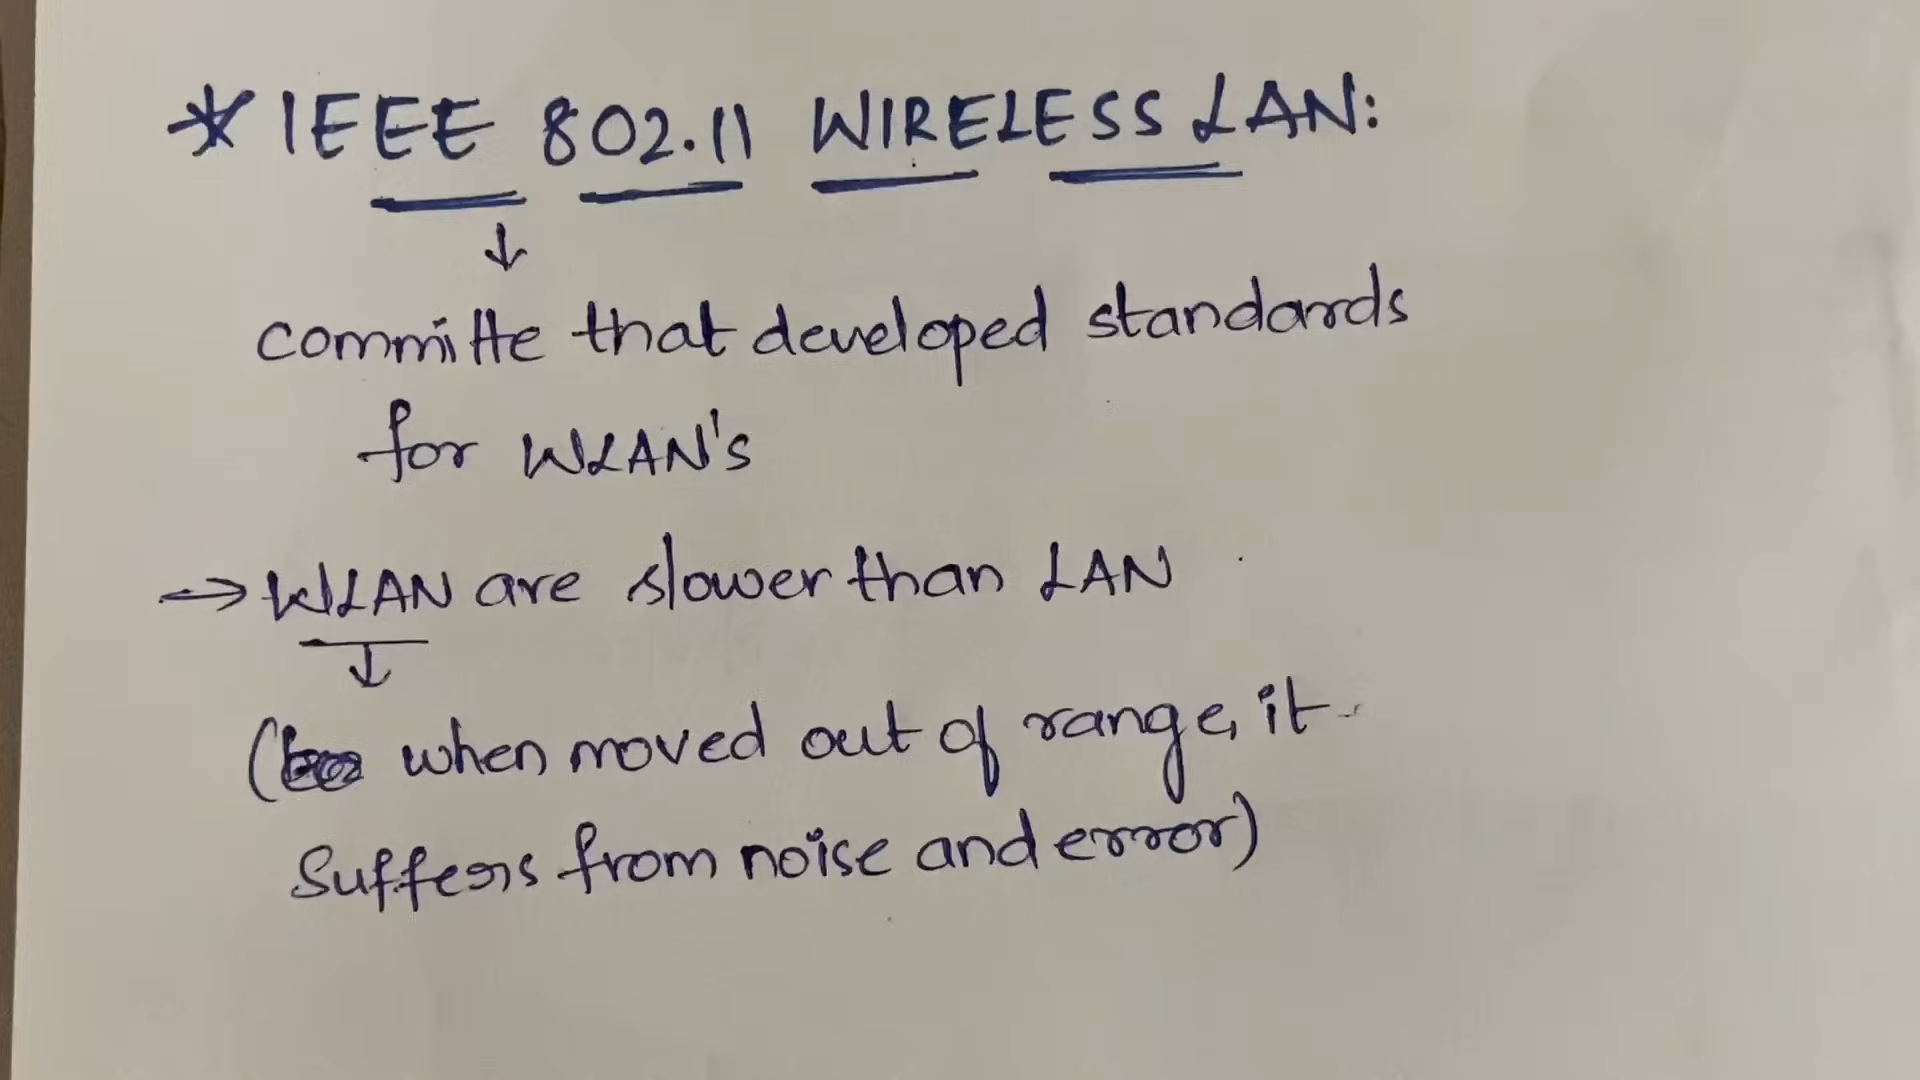 * IEEE 802.11 WIRELESS LAN:
↓
committe that developed standards
for WLAN's
→ WLAN are slower than LAN
↓
( when moved out of range, it
suffers from noise and error)